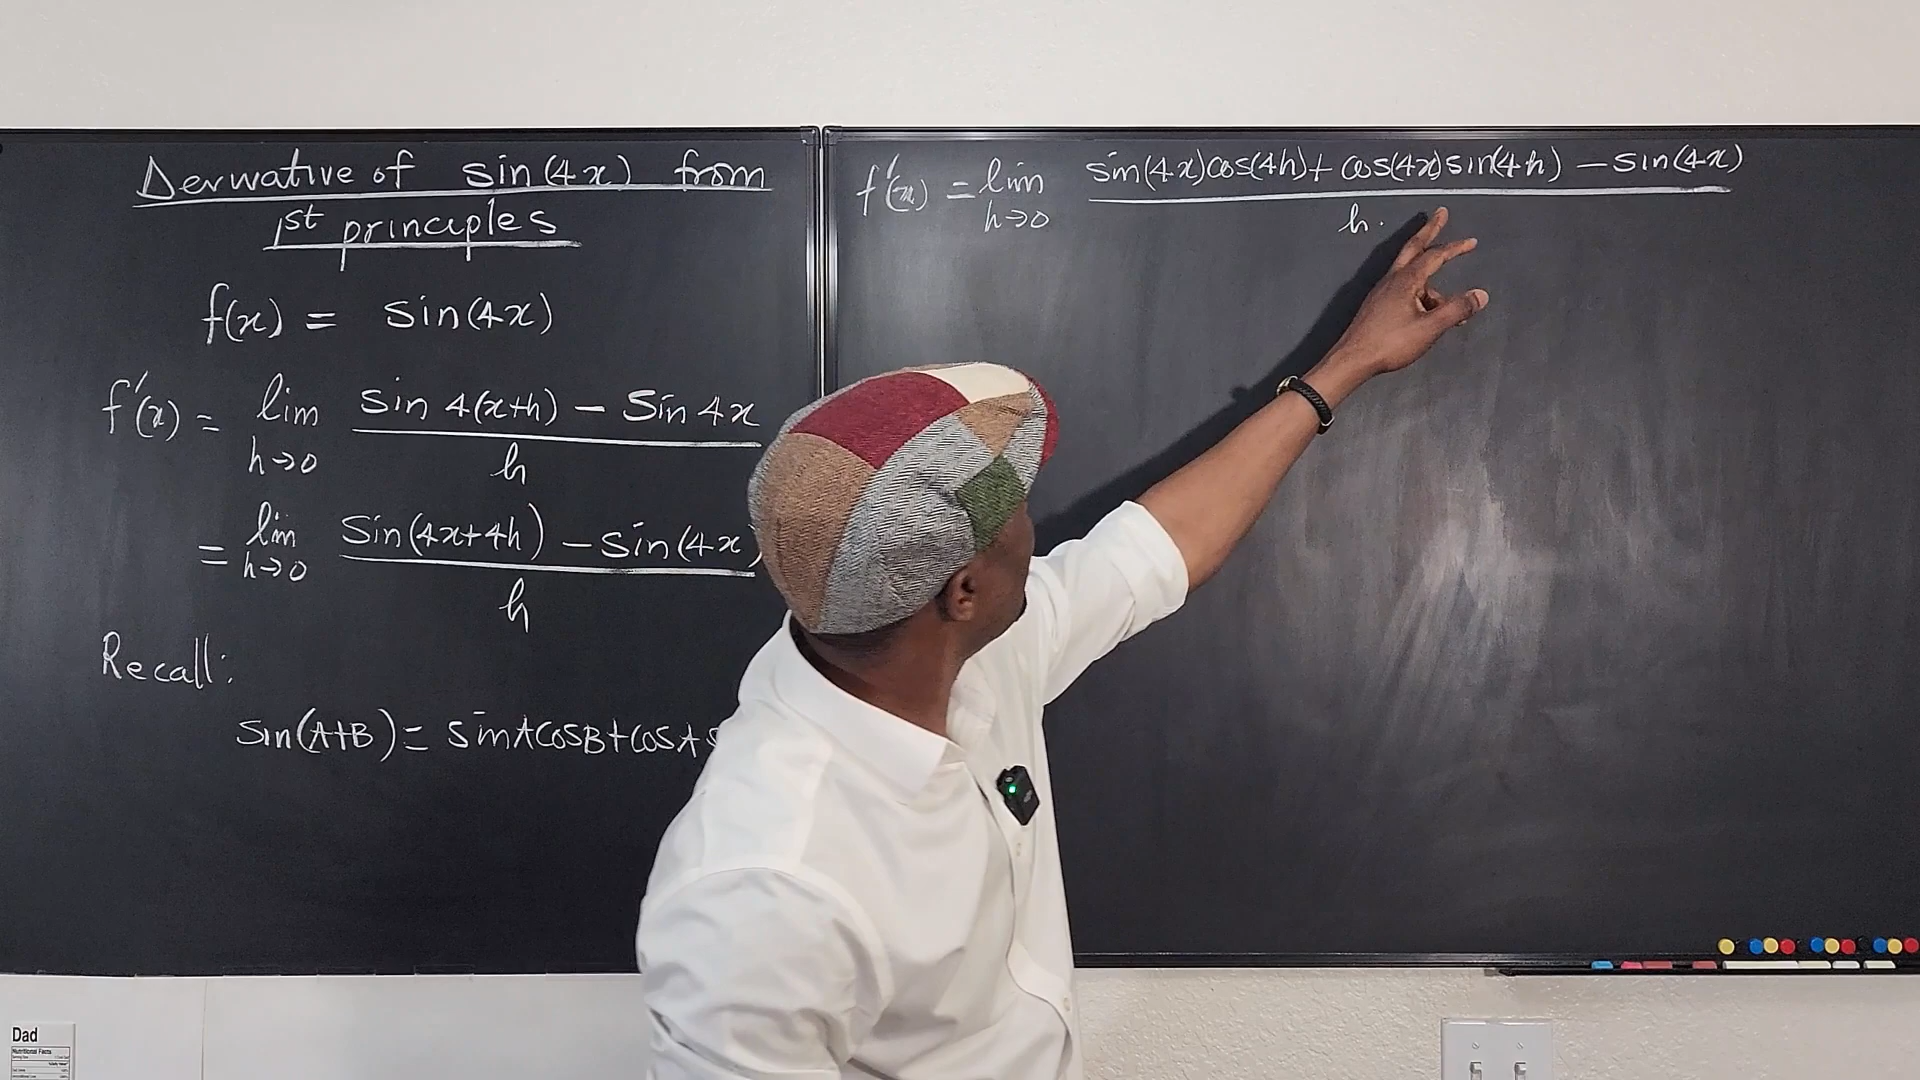 Derivative of sin(4x) from
1st principles
f(x) = sin(4x)
f'(x) = lim h→0 sin 4(x+h) - sin 4x / h
= lim h→0 sin(4x+4h) - sin(4x) / h
Recall:
sin(A+B) = sinAcosB+cosA
f'(x) = lim h→0 sin(4x)cos(4h) + cos(4x)sin(4h) - sin(4x) / h.
Dad
Nutritional Facts